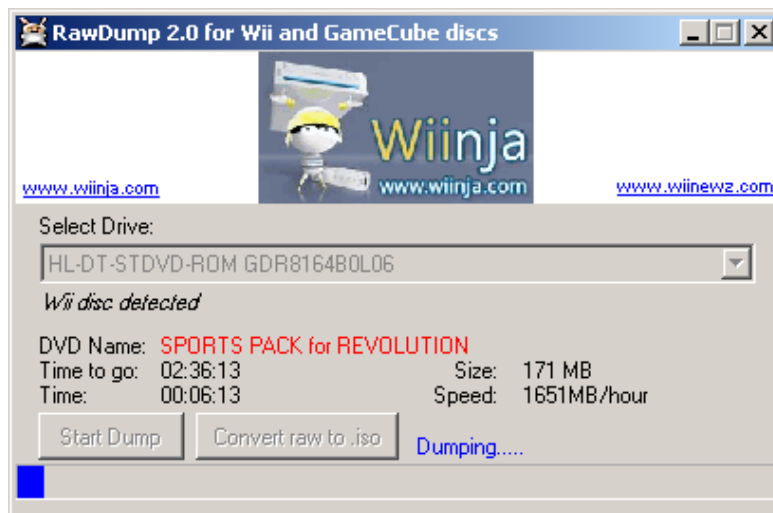 RawDump 2.0 for Wii and GameCube discs
Wiinja
www.wiinja.com
www.wiinja.com
www.wiinewz.com
Select Drive:
HL-DT-STDVD-ROM GDR8164B0L06
Wii disc detected
DVD Name: SPORTS PACK for REVOLUTION
Time to go: 02:36:13 Size: 171 MB
Time: 00:06:13 Speed: 1651MB/hour
Start Dump Convert raw to .iso Dumping.....